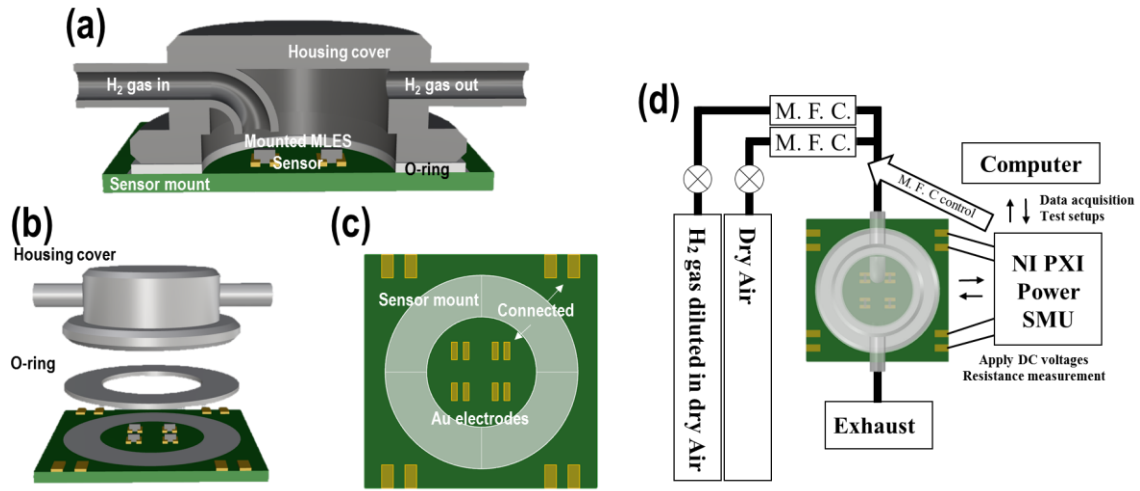 (a)
Housing cover
H₂ gas in
H₂ gas out
Mounted MLES
Sensor
O-ring
Sensor mount
(b)
Housing cover
O-ring
(c)
Sensor mount
Connected
Au electrodes
(d)
M. F. C.
M. F. C.
H₂ gas diluted in dry Air
Dry Air
M. F. C control
Computer
Data acquisition
Test setups
NI PXI
Power
SMU
Apply DC voltages
Resistance measurement
Exhaust